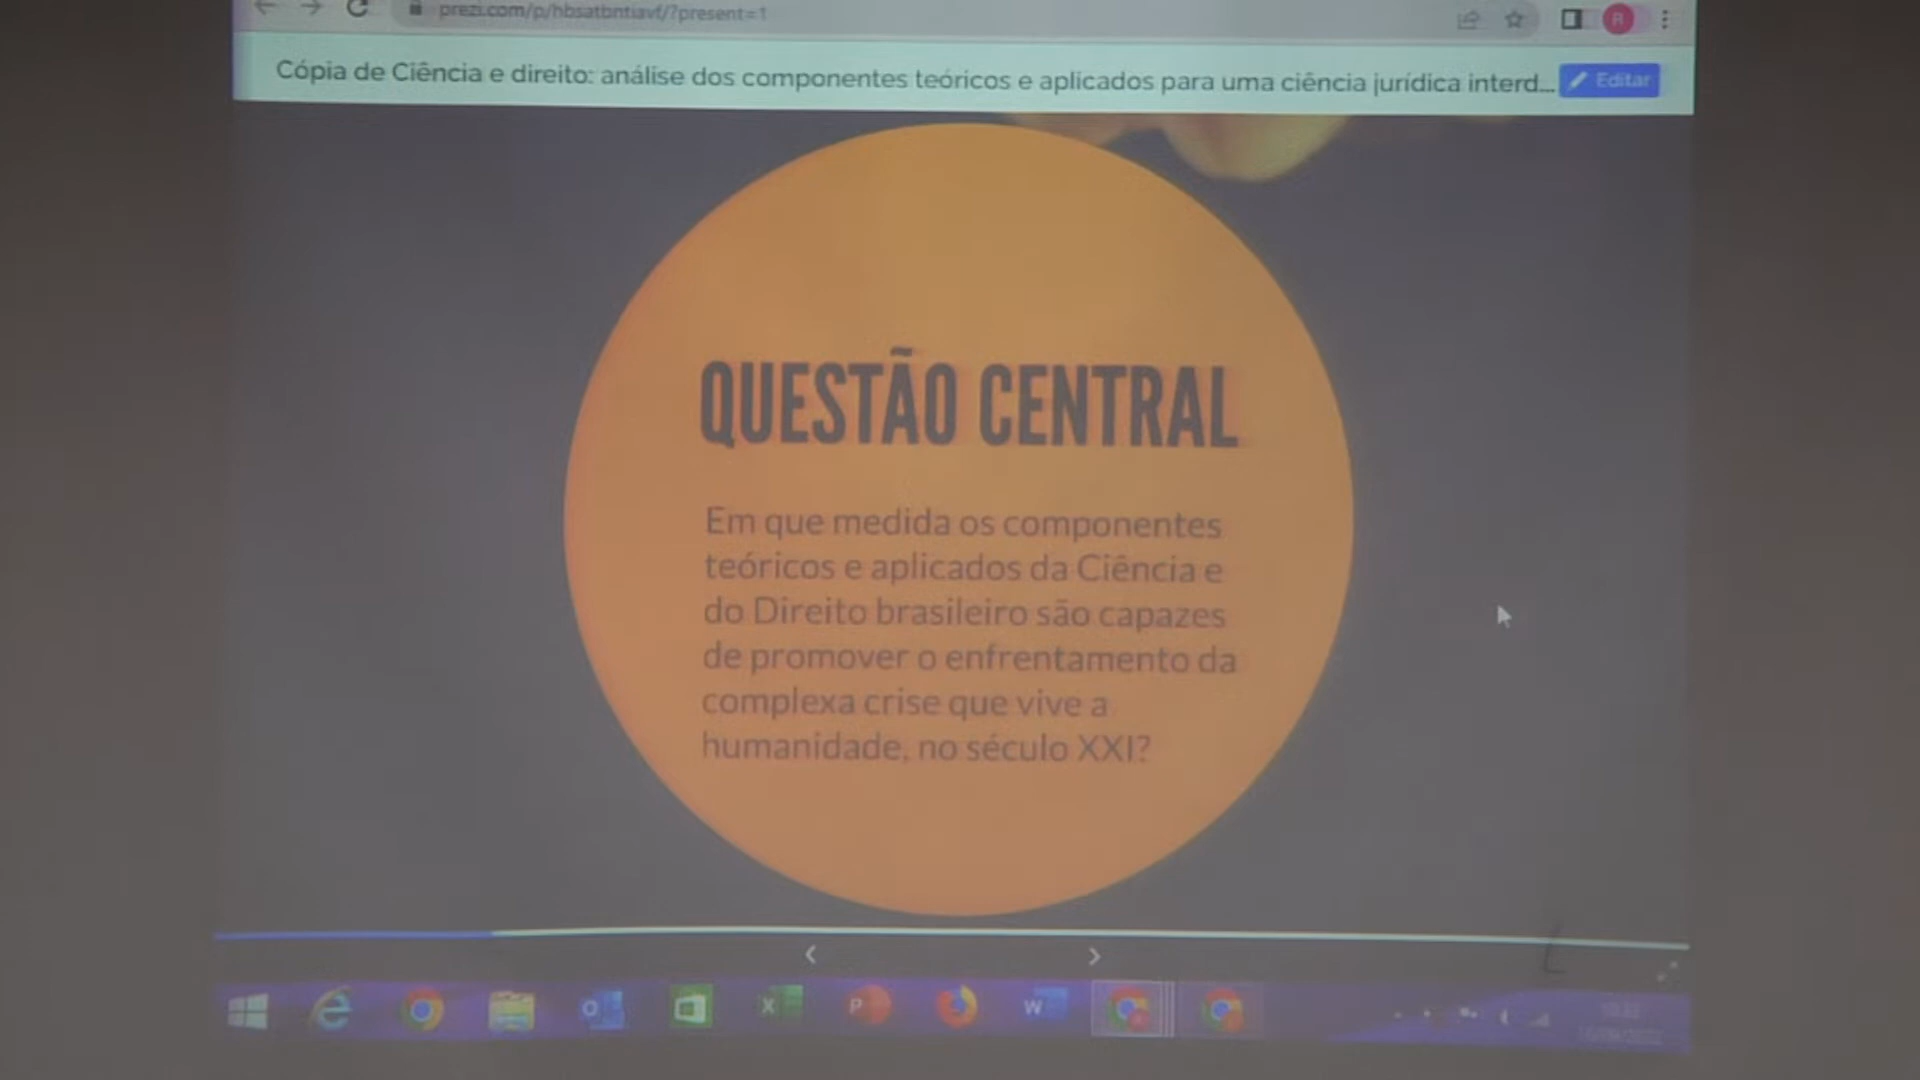 prezi.com/p/hbsatbntiavf/?present=1
Cópia de Ciência e direito: análise dos componentes teóricos e aplicados para uma ciência jurídica interd...
Editar
QUESTÃO CENTRAL
Em que medida os componentes
teóricos e aplicados da Ciência e
do Direito brasileiro são capazes
de promover o enfrentamento da
complexa crise que vive a
humanidade, no século XXI?